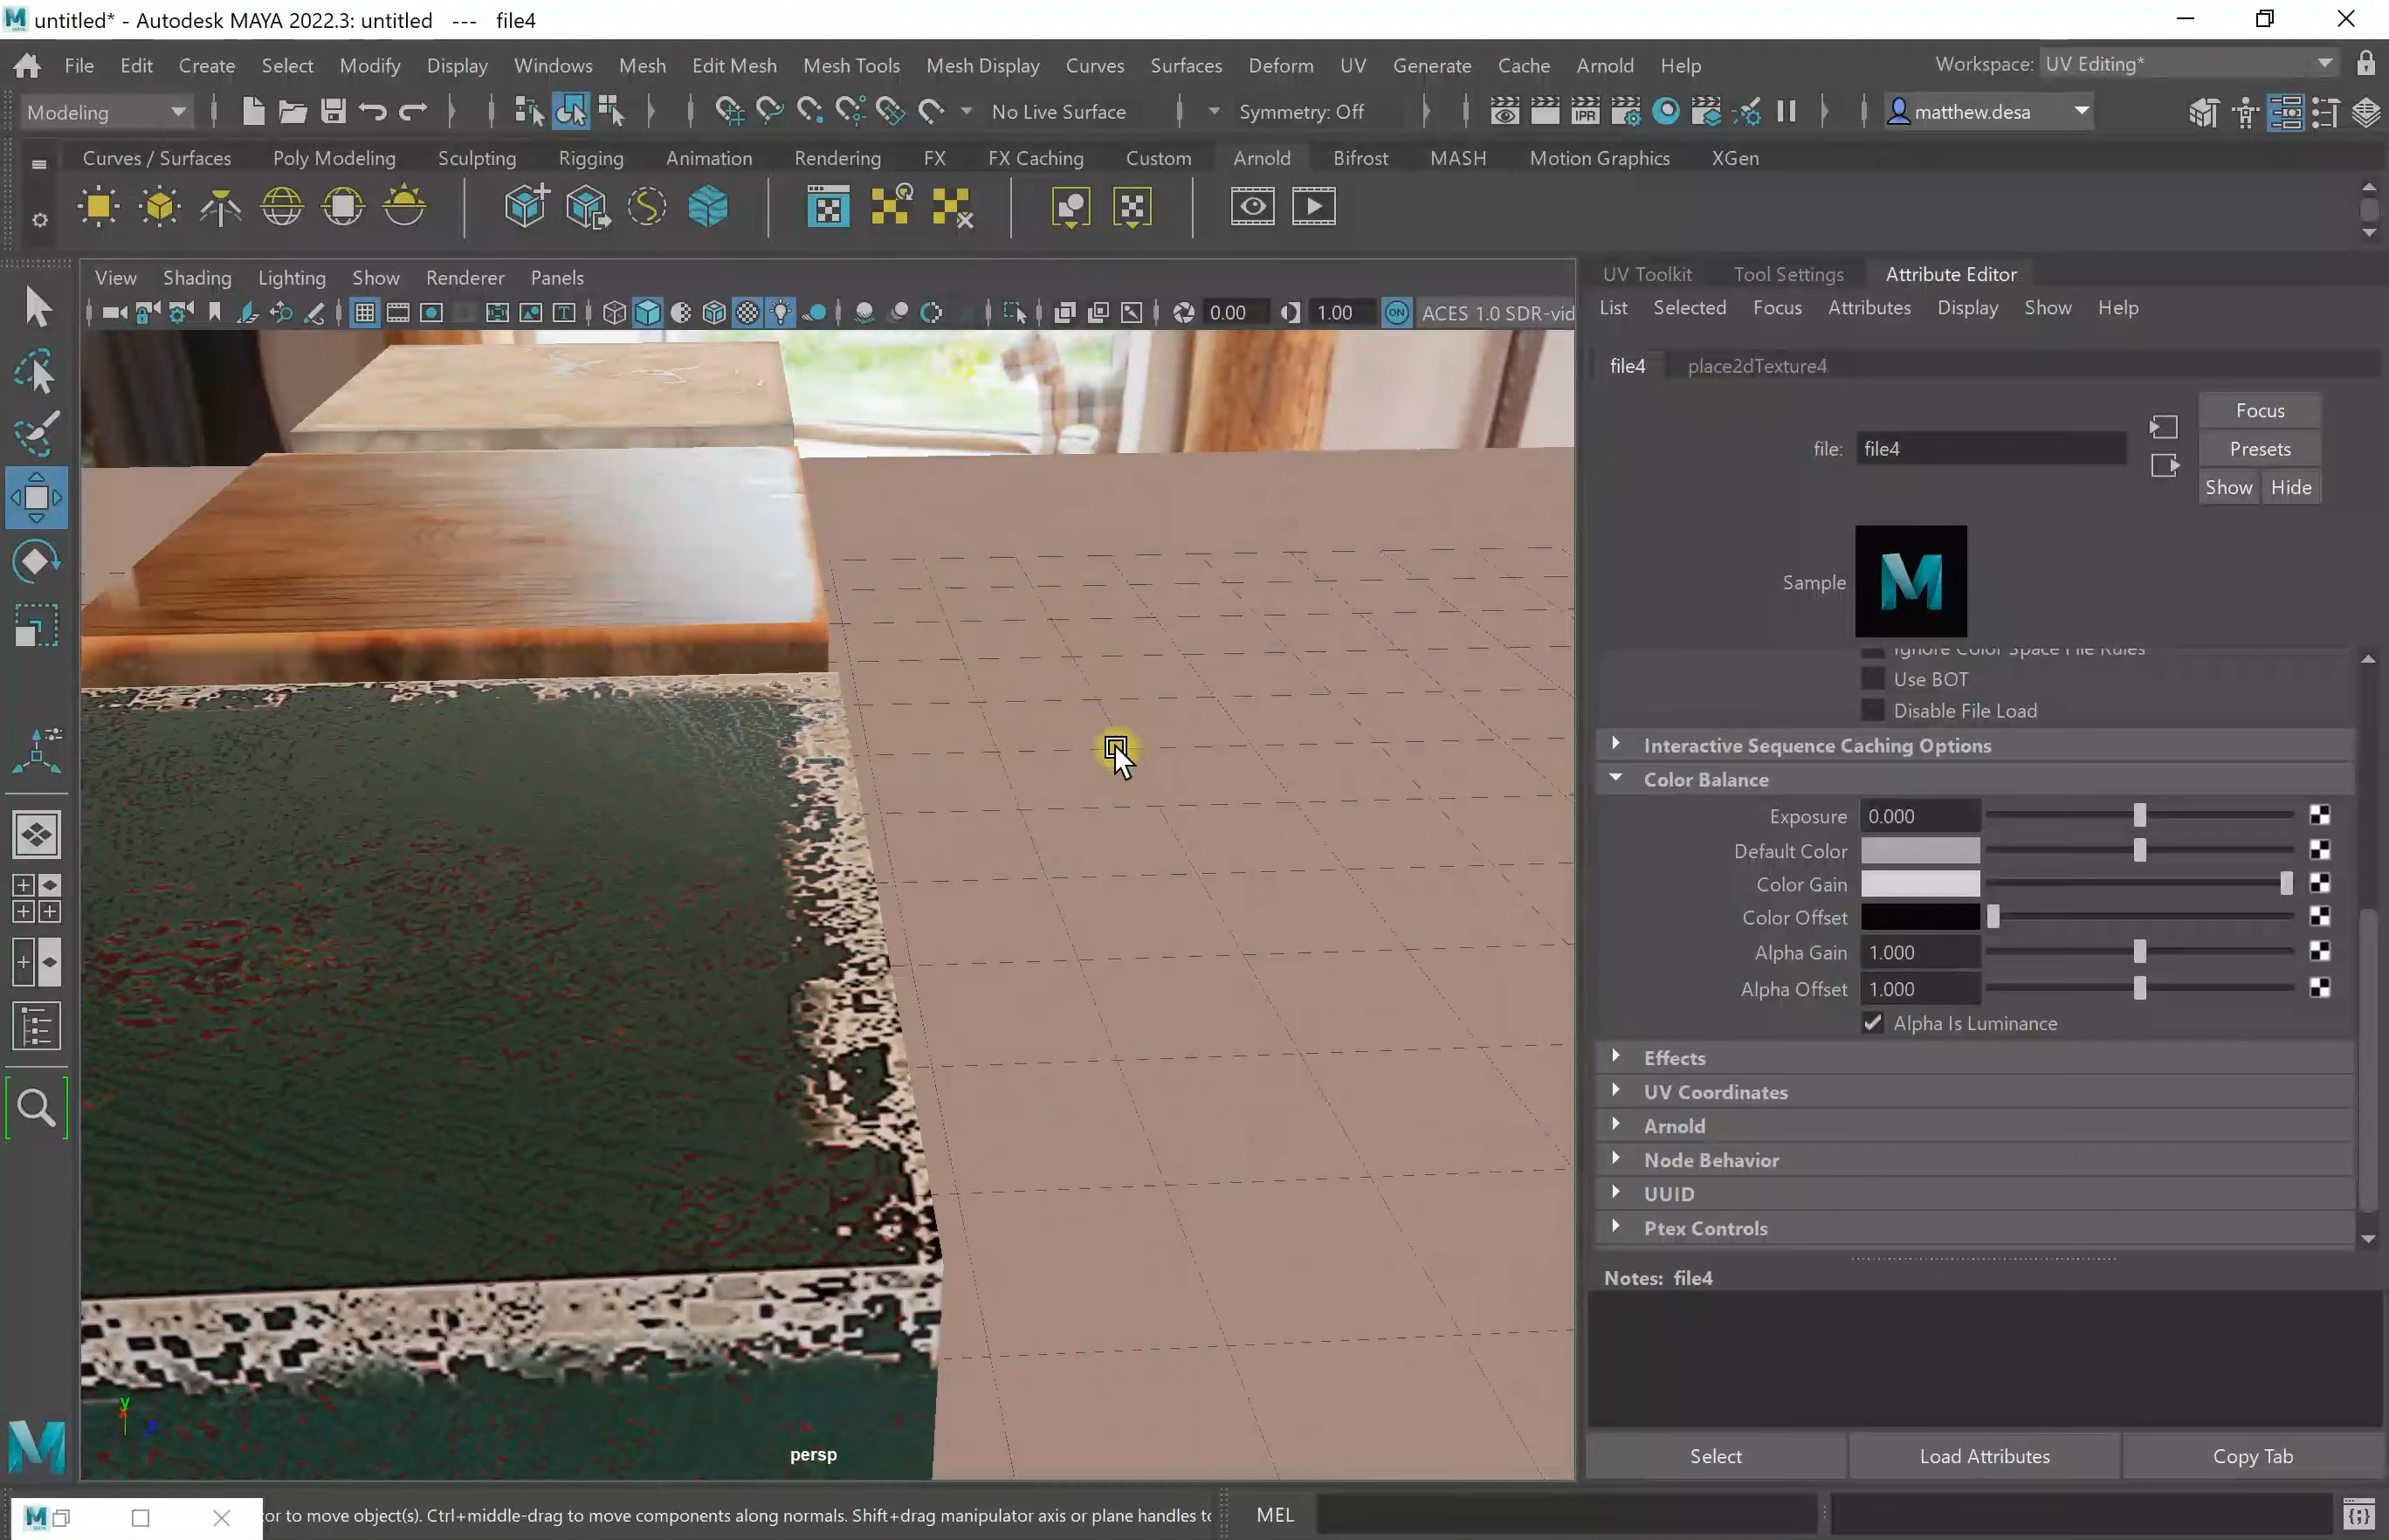 untitled* - Autodesk MAYA 2022.3: untitled --- file4
File Edit Create Select Modify Display Windows Mesh Edit Mesh Mesh Tools Mesh Display Curves Surfaces Deform UV Generate Cache Arnold Help Workspace: UV Editing*
Modeling No Live Surface Symmetry: Off IPR matthew.desa
Curves / Surfaces Poly Modeling Sculpting Rigging Animation Rendering FX FX Caching Custom Arnold Bifrost MASH Motion Graphics XGen
View Shading Lighting Show Renderer Panels
0.00 1.00 ON ACES 1.0 SDR-vid
UV Toolkit Tool Settings Attribute Editor
List Selected Focus Attributes Display Show Help
file4 place2dTexture4
Focus
file: file4
Presets
Show Hide
Sample
Ignore Color Space File Rules
Use BOT
Disable File Load
Interactive Sequence Caching Options
Color Balance
Exposure 0.000
Default Color
Color Gain
Color Offset
Alpha Gain 1.000
Alpha Offset 1.000
Alpha Is Luminance
Effects
UV Coordinates
Arnold
Node Behavior
UUID
Ptex Controls
Notes: file4
Select Load Attributes Copy Tab
y
z
persp
or to move object(s). Ctrl+middle-drag to move components along normals. Shift+drag manipulator axis or plane handles to
MEL